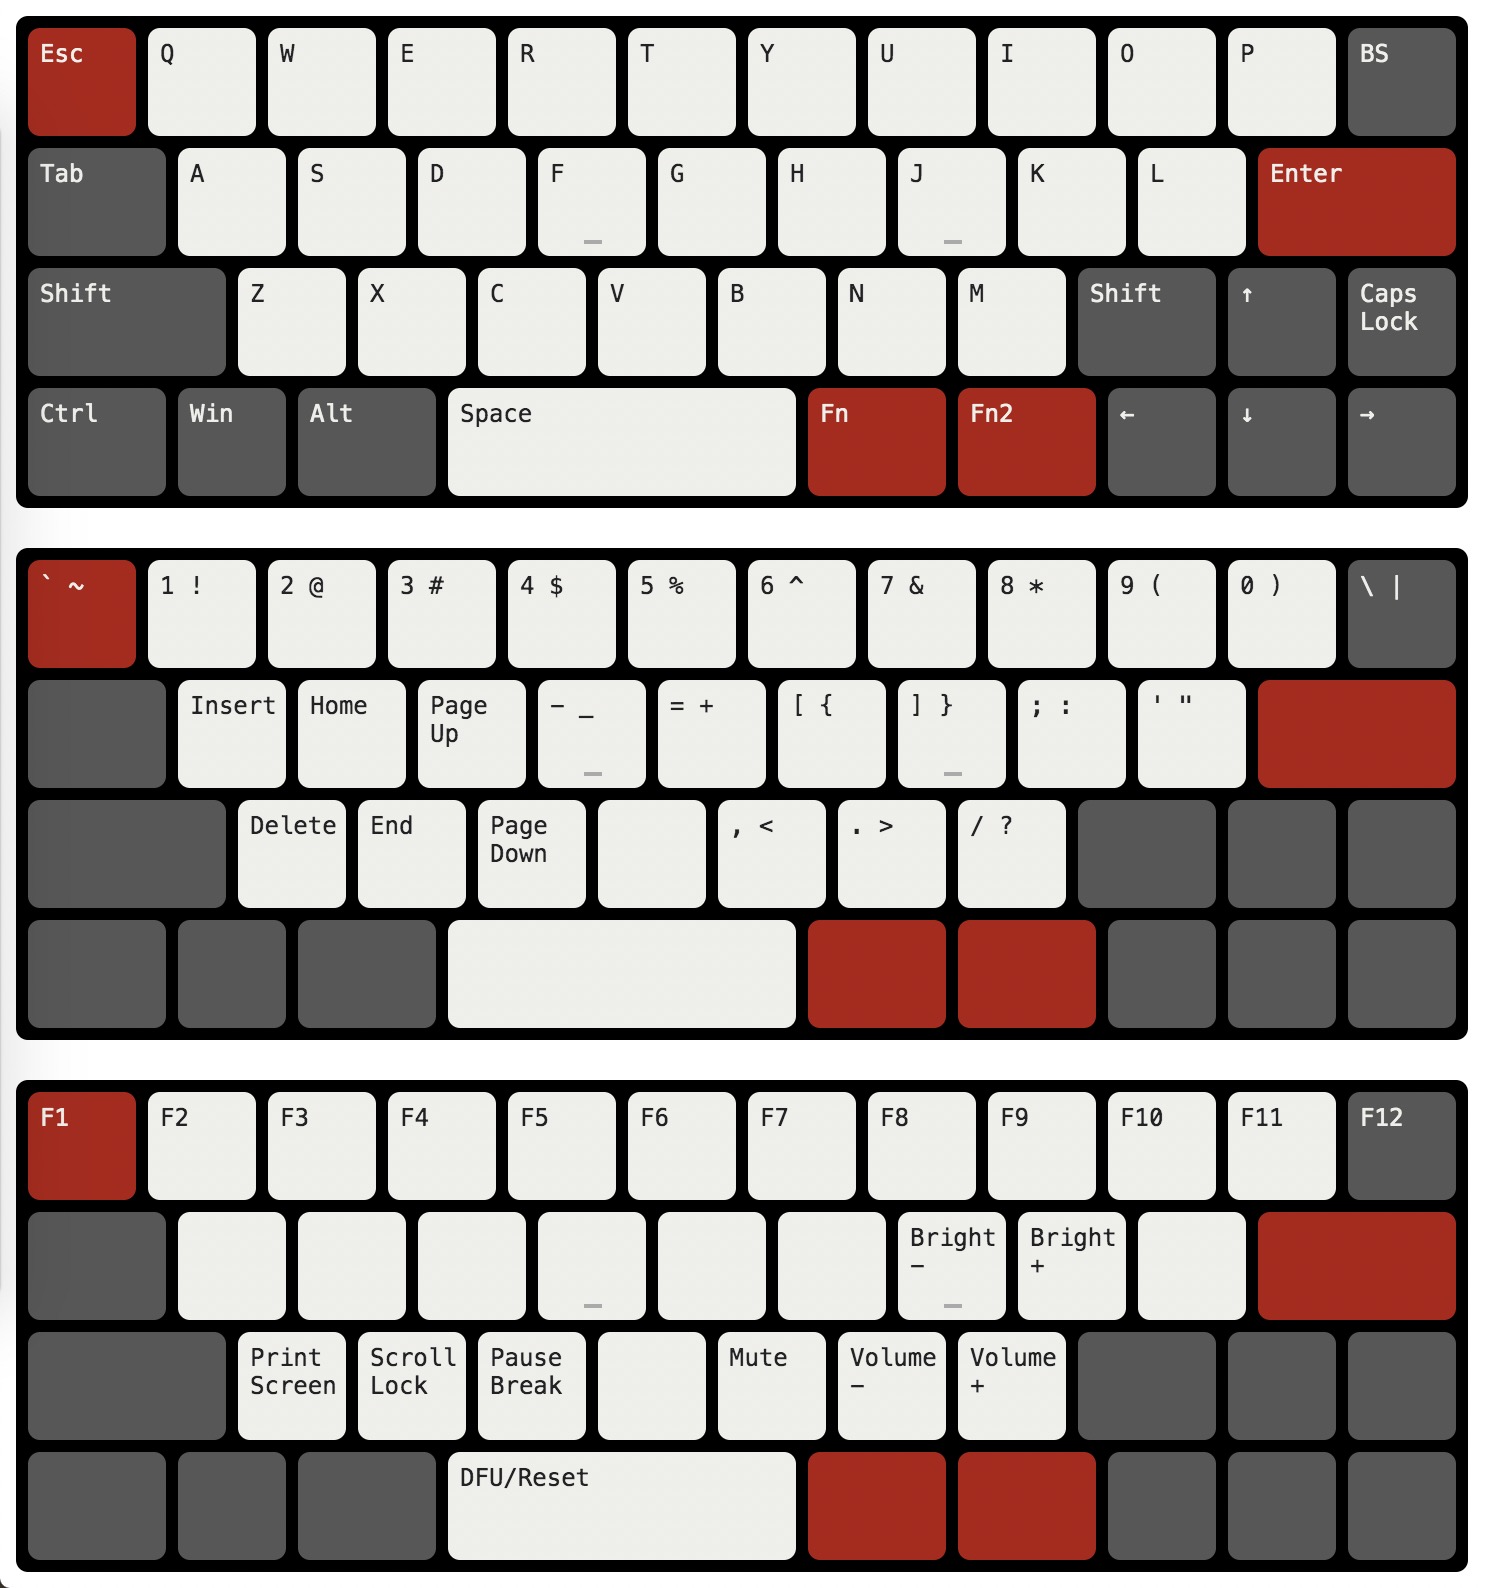 Esc Q W E R T Y U I O P BS
Tab A S D F G H J K L Enter
Shift Z X C V B N M Shift ↑ Caps Lock
Ctrl Win Alt Space Fn Fn2 ← ↓ →
` ~ 1 ! 2 @ 3 # 4 $ 5 % 6 ^ 7 & 8 * 9 ( 0 ) \ |
Insert Home Page Up - _ = + [ { ] } ; : ' "
Delete End Page Down , < . > / ?
F1 F2 F3 F4 F5 F6 F7 F8 F9 F10 F11 F12
Bright - Bright +
Print Screen Scroll Lock Pause Break Mute Volume - Volume +
DFU/Reset